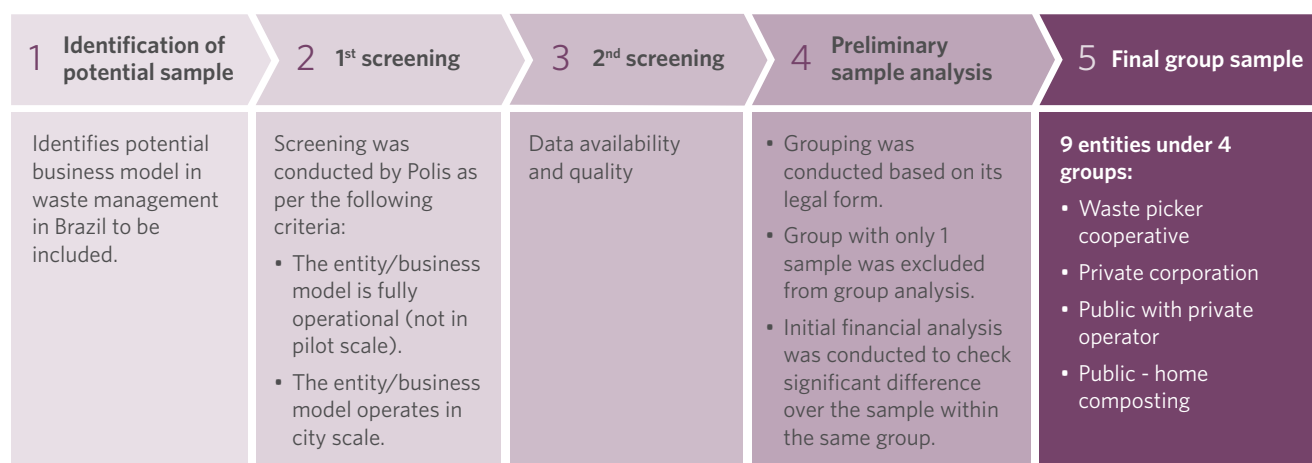 1 Identification of
potential sample
2 1st screening
3 2nd screening
4 Preliminary
sample analysis
5 Final group sample
Identifies potential
business model in
waste management
in Brazil to be
included.
Screening was
conducted by Polis as
per the following
criteria:
• The entity/business
model is fully
operational (not in
pilot scale).
• The entity/business
model operates in
city scale.
Data availability
and quality
• Grouping was
conducted based on its
legal form.
• Group with only 1
sample was excluded
from group analysis.
• Initial financial analysis
was conducted to check
significant difference
over the sample within
the same group.
9 entities under 4
groups:
• Waste picker
cooperative
• Private corporation
• Public with private
operator
• Public - home
composting